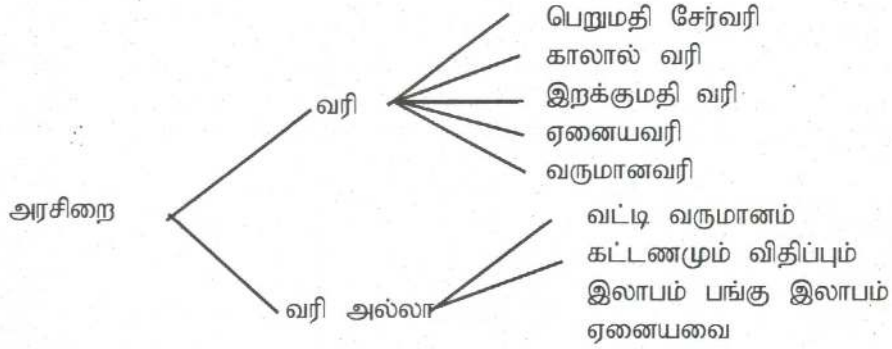 பெறுமதி சேர்வரி
காலால் வரி
வரி
இறக்குமதி வரி
ஏனையவரி
வருமானவரி
அரசிறை
வட்டி வருமானம்
கட்டணமும் விதிப்பும்
வரி அல்லா
இலாபம் பங்கு இலாபம்
ஏனையவை